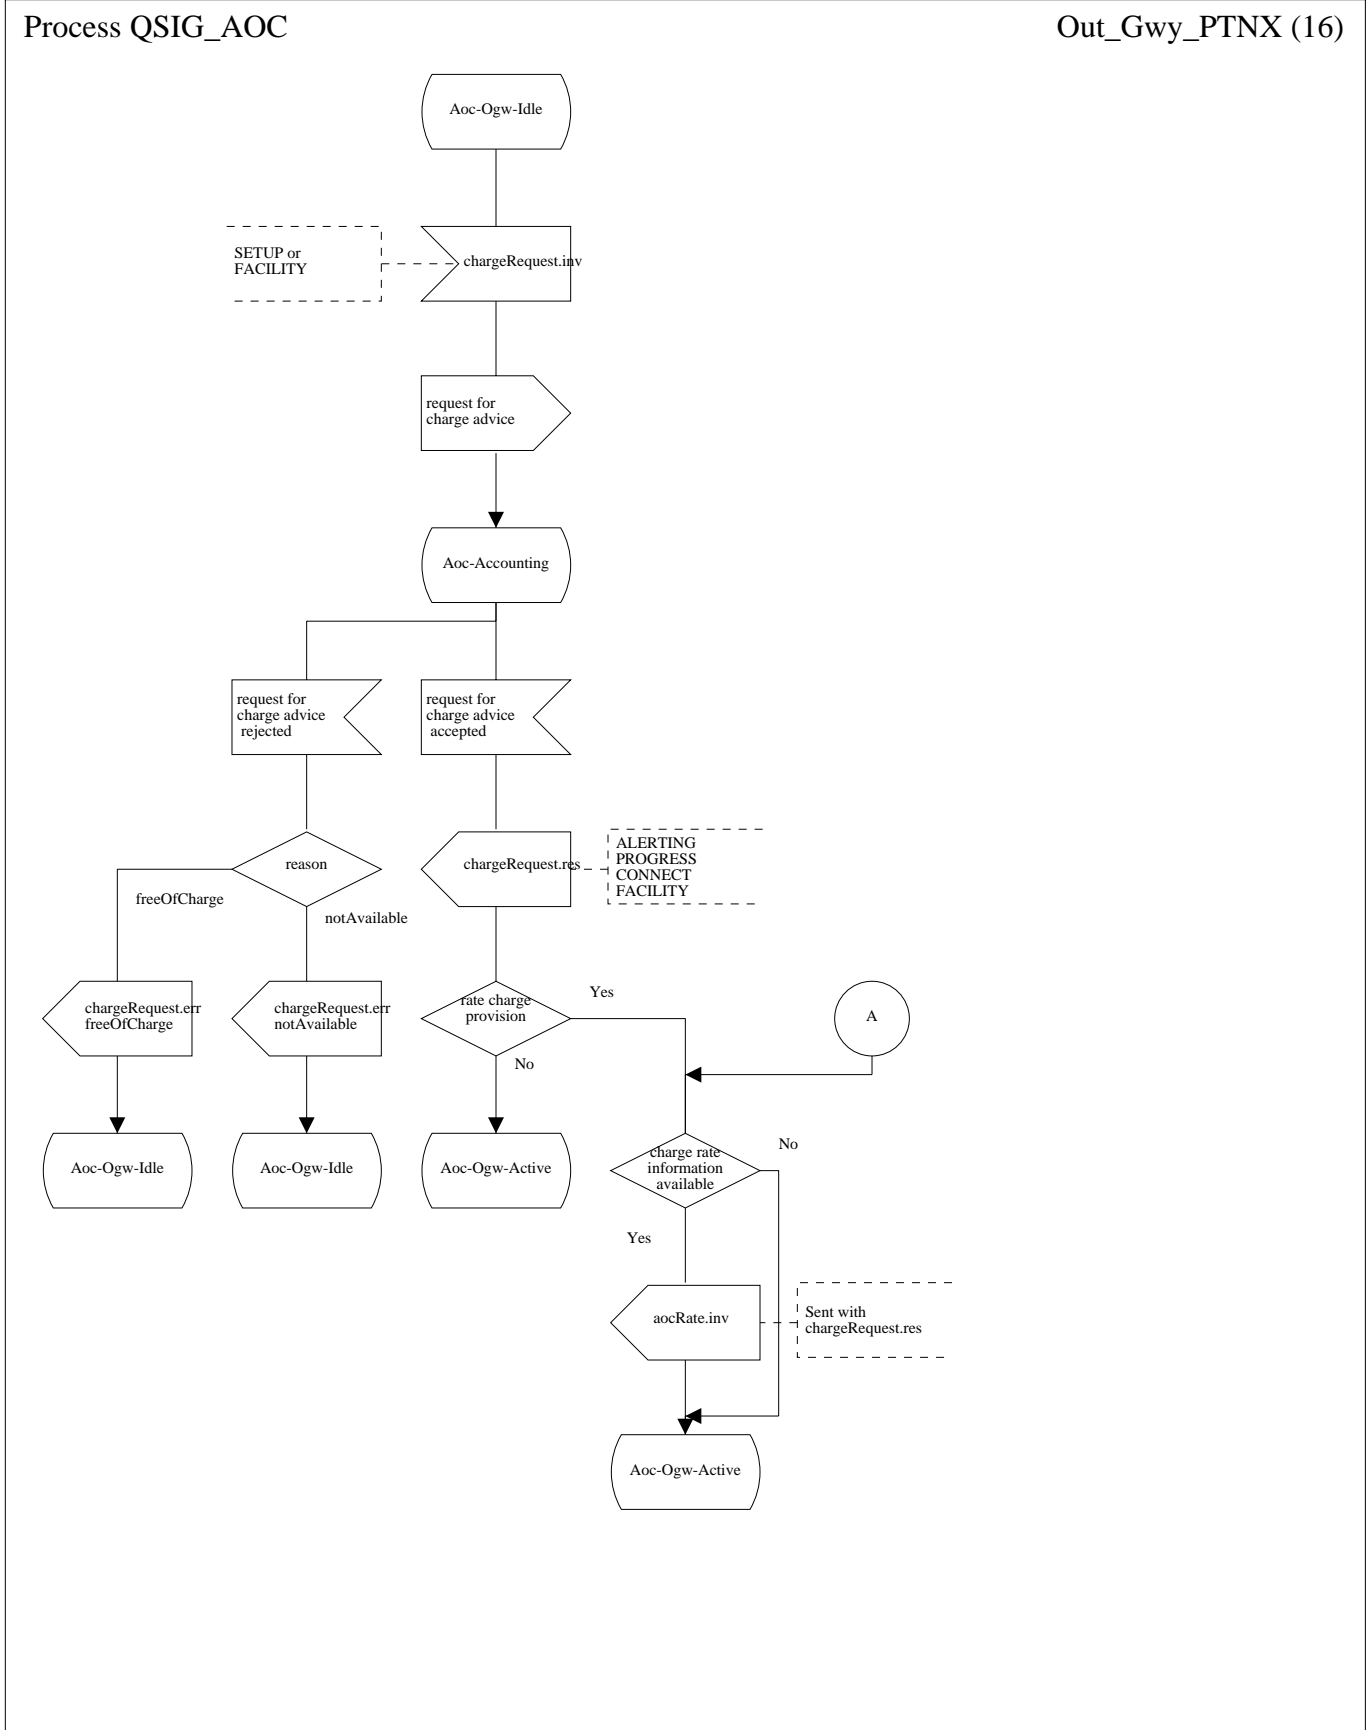 Process QSIG_AOC
Out_Gwy_PTNX (16)
Aoc-Ogw-Idle
SETUP or
FACILITY
chargeRequest.inv
request for
charge advice
Aoc-Accounting
request for
charge advice
rejected
request for
charge advice
accepted
reason
chargeRequest.res
ALERTING
PROGRESS
CONNECT
FACILITY
freeOfCharge
notAvailable
chargeRequest.err
freeOfCharge
chargeRequest.err
notAvailable
rate charge
provision
Yes
A
No
Aoc-Ogw-Idle
Aoc-Ogw-Idle
Aoc-Ogw-Active
charge rate
information
available
No
Yes
aocRate.inv
Sent with
chargeRequest.res
Aoc-Ogw-Active